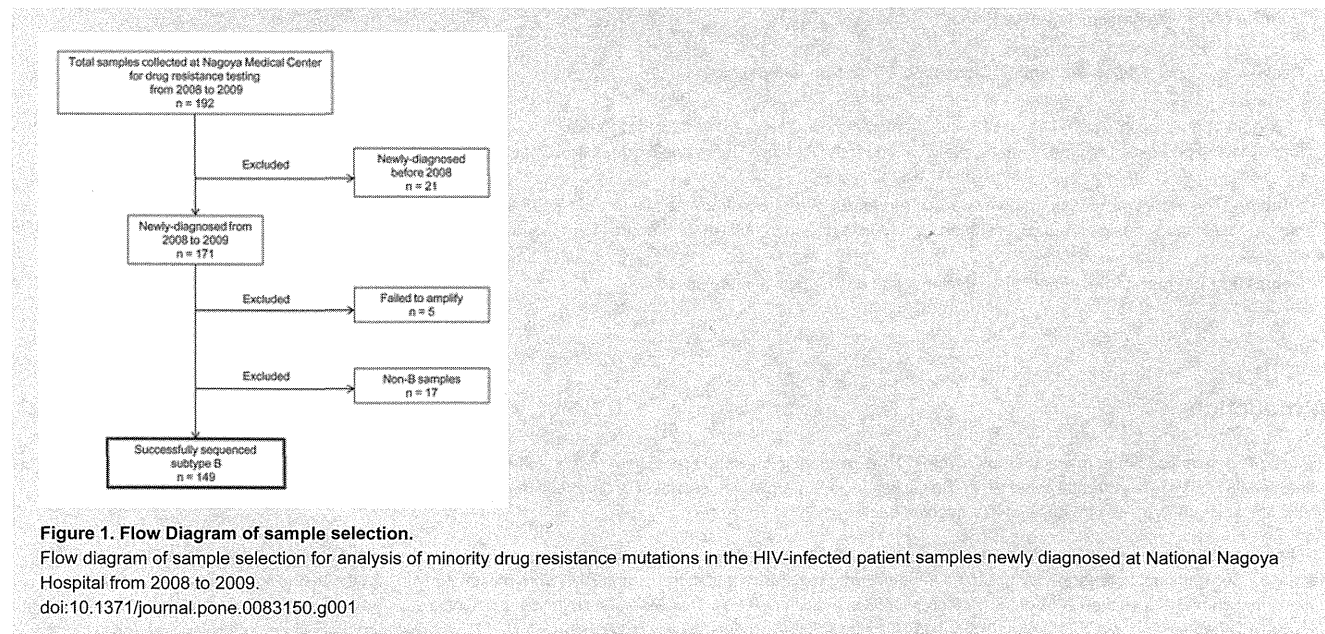 Total samples collected at Nagoya Medical Center
for drug resistance testing
from 2008 to 2009
n = 192
Excluded
Newly-diagnosed
before 2008
n = 21
Newly-diagnosed from
2008 to 2009
n = 171
Excluded
Failed to amplify
n = 5
Excluded
Non-B samples
n = 17
Successfully sequenced
subtype B
n = 149
Figure 1. Flow Diagram of sample selection.
Flow diagram of sample selection for analysis of minority drug resistance mutations in the HIV-infected patient samples newly diagnosed at National Nagoya
Hospital from 2008 to 2009.
doi:10.1371/journal.pone.0083150.g001